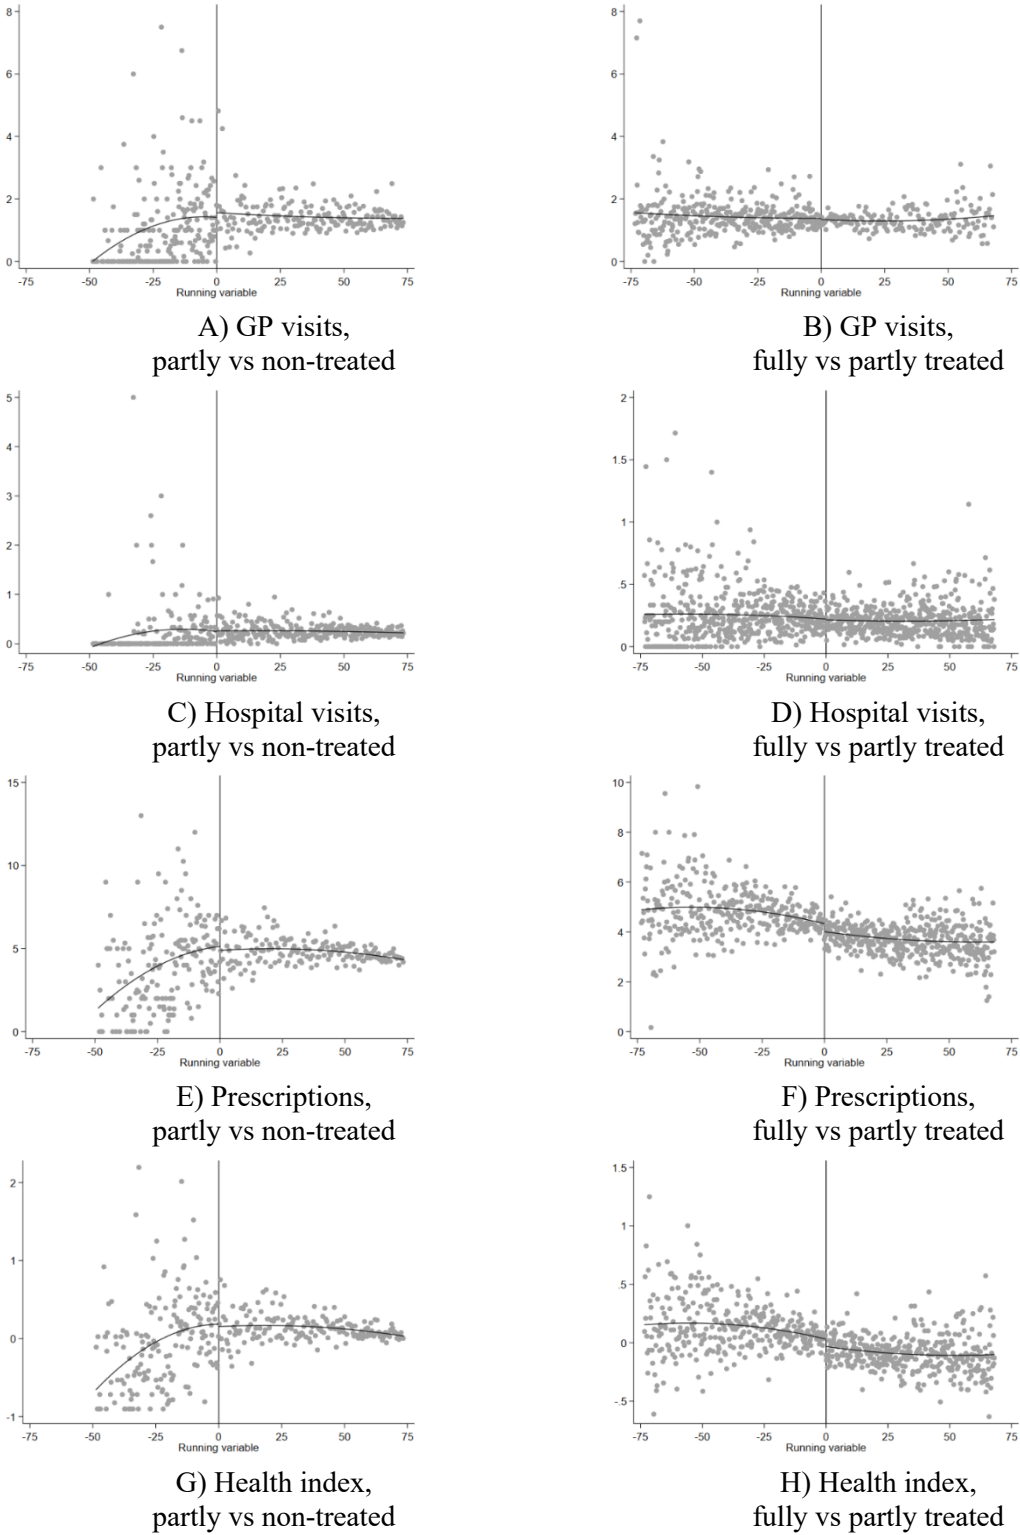 8
6
4
2
0
-75 -50 -25 0 25 50 75
Running variable
A) GP visits,
partly vs non-treated
8
6
4
2
0
-75 -50 -25 0 25 50 75
Running variable
B) GP visits,
fully vs partly treated
5
4
3
2
1
0
-75 -50 -25 0 25 50 75
Running variable
C) Hospital visits,
partly vs non-treated
2
1.5
1
.5
0
-75 -50 -25 0 25 50 75
Running variable
D) Hospital visits,
fully vs partly treated
15
10
5
0
-75 -50 -25 0 25 50 75
Running variable
E) Prescriptions,
partly vs non-treated
10
8
6
4
2
0
-75 -50 -25 0 25 50 75
Running variable
F) Prescriptions,
fully vs partly treated
2
1
0
-1
-75 -50 -25 0 25 50 75
Running variable
G) Health index,
partly vs non-treated
1.5
1
.5
0
-.5
-75 -50 -25 0 25 50 75
Running variable
H) Health index,
fully vs partly treated